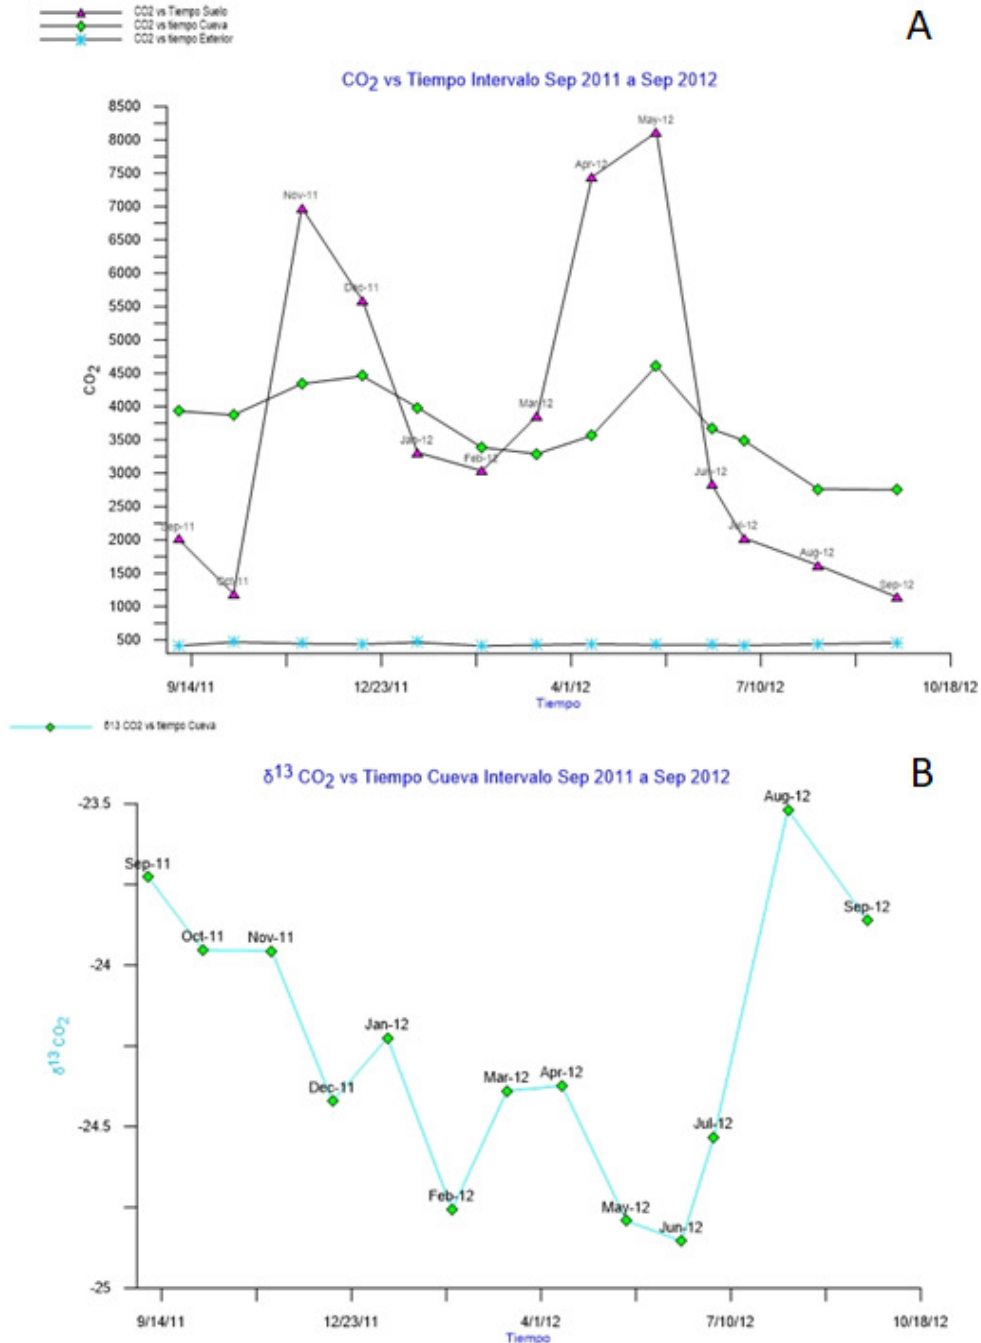 CO2 vs Tiempo Suelo
CO2 vs tiempo Cueva
CO2 vs tiempo Exterior
A
CO2 vs Tiempo Intervalo Sep 2011 a Sep 2012
8500
8000
7500
7000
6500
6000
5500
5000
4500
4000
3500
3000
2500
2000
1500
1000
500
CO2
May-12
Apr-12
Nov-11
Dec-11
Mar-12
Jan-12
Feb-12
Jun-12
Sep-11
Jul-12
Aug-12
Oct-11
Sep-12
9/14/11 12/23/11 4/1/12 7/10/12 10/18/12
Tiempo
δ13 CO2 vs tiempo Cueva
B
δ13 CO2 vs Tiempo Cueva Intervalo Sep 2011 a Sep 2012
-23.5
-24
-24.5
-25
δ13 CO2
Aug-12
Sep-11
Sep-12
Oct-11 Nov-11
Jan-12
Dec-11
Mar-12 Apr-12
Jul-12
Feb-12
May-12
Jun-12
9/14/11 12/23/11 4/1/12 7/10/12 10/18/12
Tiempo